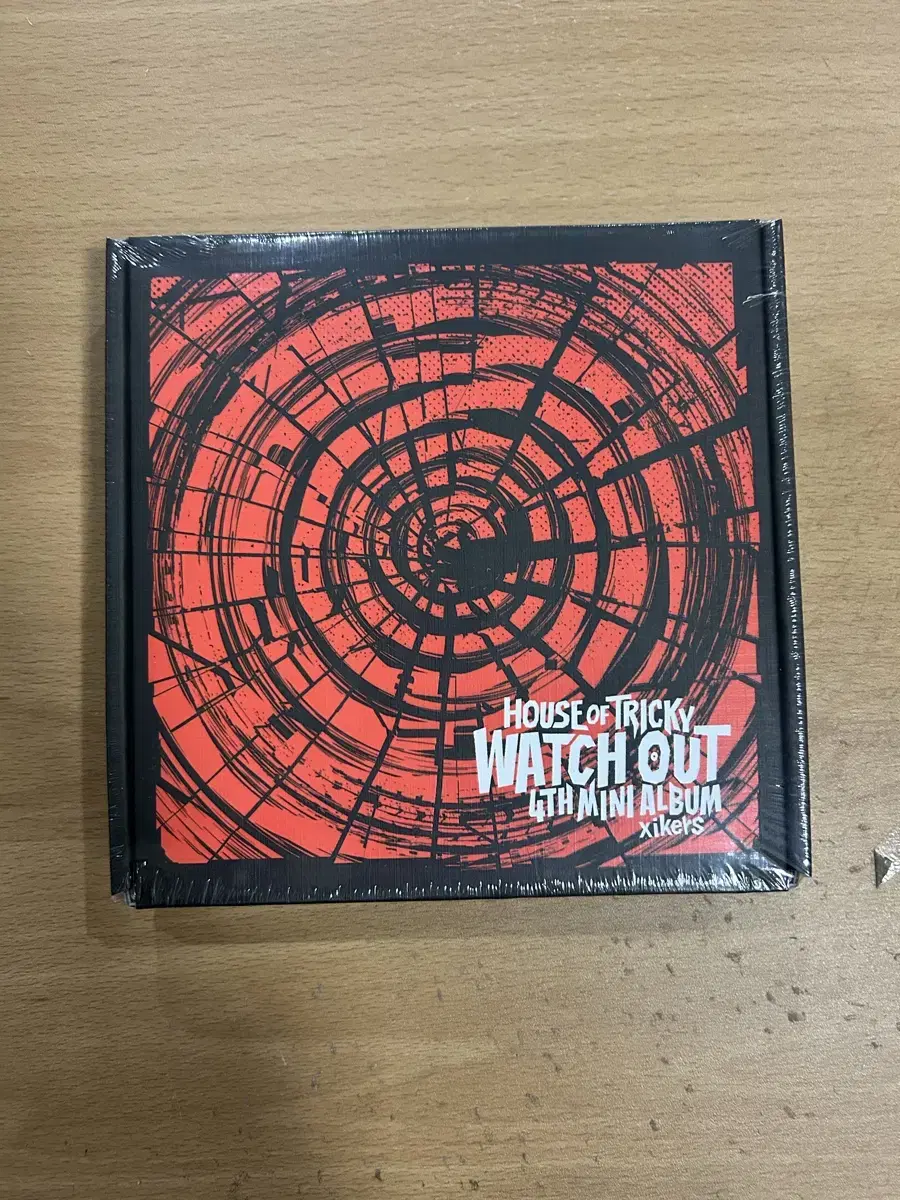 HOUSE OF TRICKY
WATCH OUT
4TH MINI ALBUM
xikers